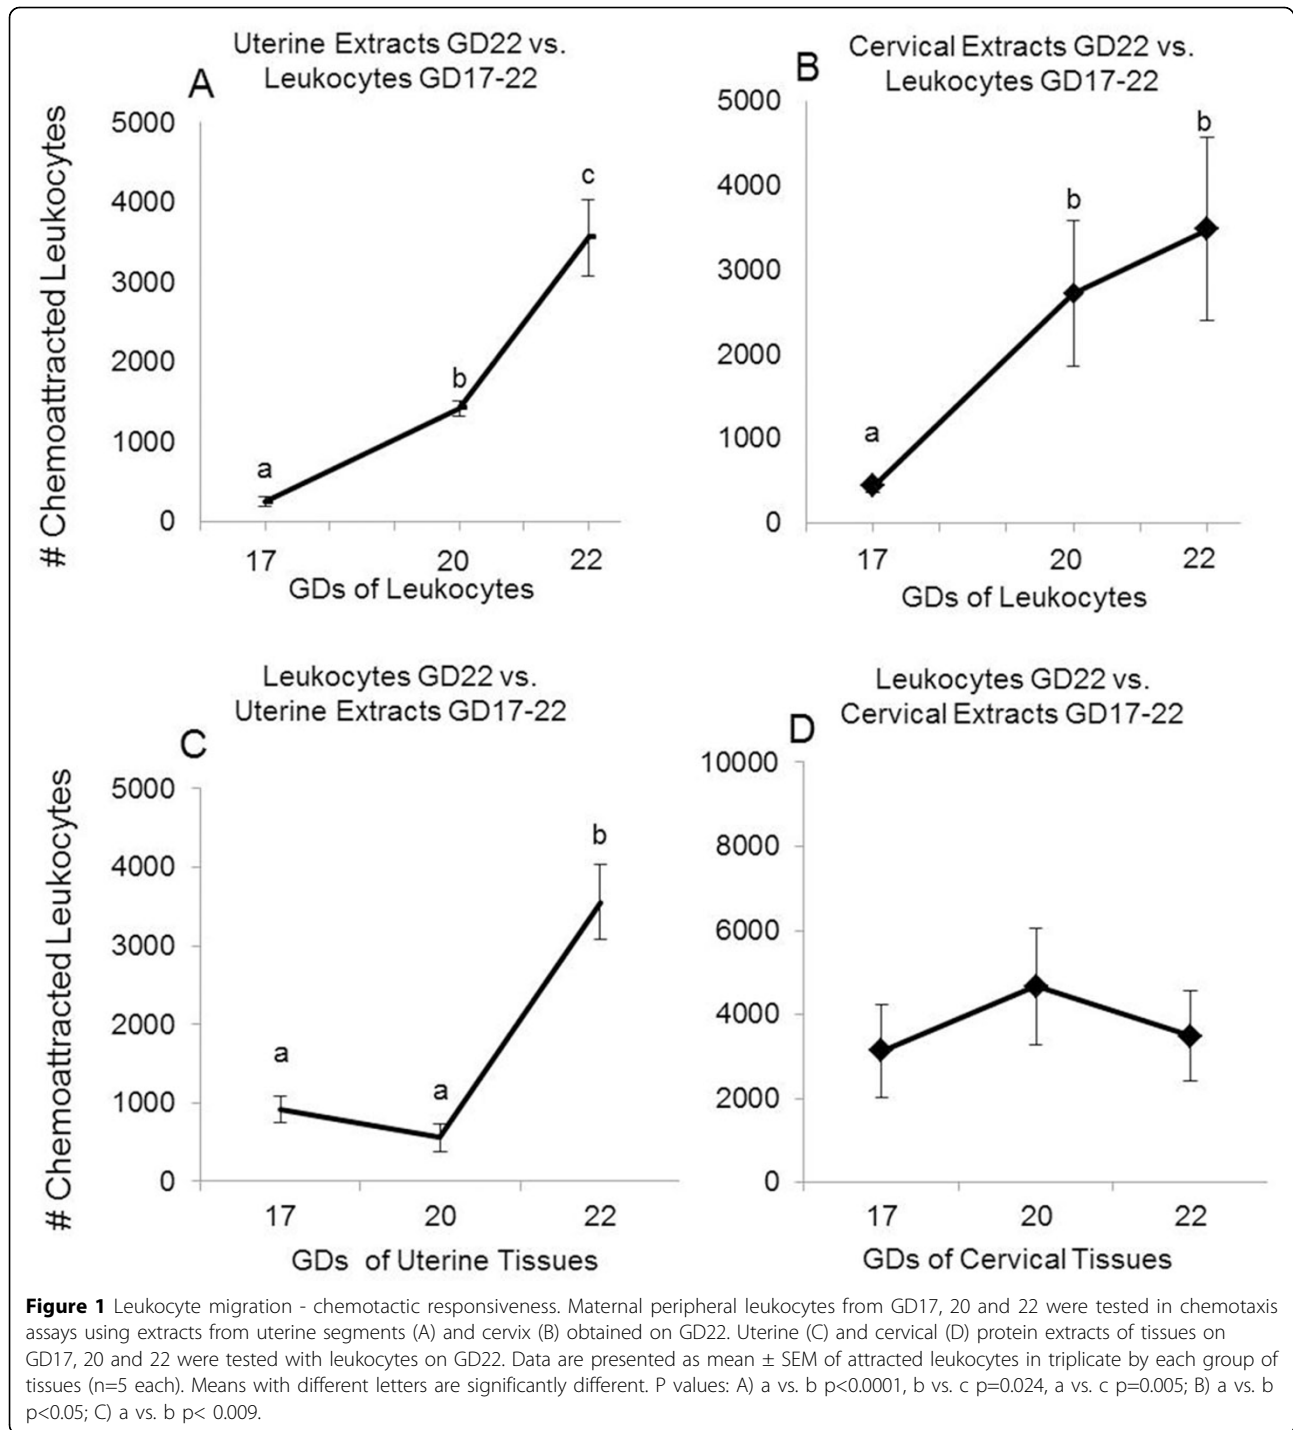 Uterine Extracts GD22 vs.
Leukocytes GD17-22
A
# Chemoattracted Leukocytes
5000
4000
3000
2000
1000
0
a
b
c
17
20
22
GDs of Leukocytes
Cervical Extracts GD22 vs.
Leukocytes GD17-22
B
5000
4000
3000
2000
1000
0
a
b
b
17
20
22
GDs of Leukocytes
Leukocytes GD22 vs.
Uterine Extracts GD17-22
C
# Chemoattracted Leukocytes
5000
4000
3000
2000
1000
0
a
a
b
17
20
22
GDs of Uterine Tissues
Leukocytes GD22 vs.
Cervical Extracts GD17-22
D
10000
8000
6000
4000
2000
0
17
20
22
GDs of Cervical Tissues
Figure 1 Leukocyte migration - chemotactic responsiveness. Maternal peripheral leukocytes from GD17, 20 and 22 were tested in chemotaxis
assays using extracts from uterine segments (A) and cervix (B) obtained on GD22. Uterine (C) and cervical (D) protein extracts of tissues on
GD17, 20 and 22 were tested with leukocytes on GD22. Data are presented as mean ± SEM of attracted leukocytes in triplicate by each group of
tissues (n=5 each). Means with different letters are significantly different. P values: A) a vs. b p<0.0001, b vs. c p=0.024, a vs. c p=0.005; B) a vs. b
p<0.05; C) a vs. b p< 0.009.